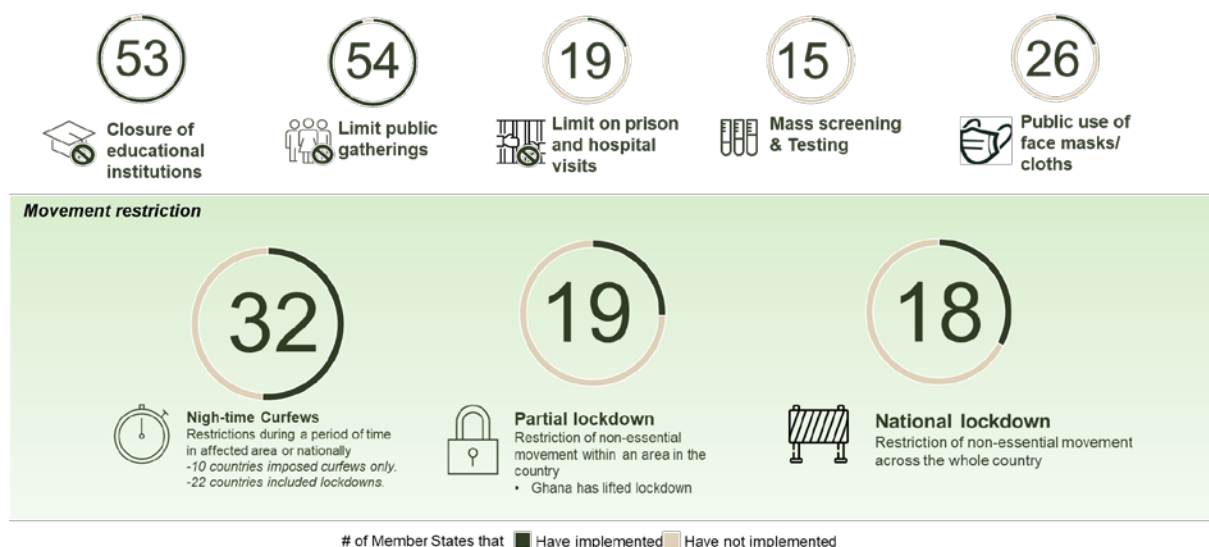 53
54
19
15
26
Closure of
educational
institutions
Limit public
gatherings
Limit on prison
and hospital
visits
Mass screening
& Testing
Public use of
face masks/
cloths
Movement restriction
32
19
18
Nigh-time Curfews
Restrictions during a period of time
in affected area or nationally
-10 countries imposed curfews only.
-22 countries included lockdowns.
Partial lockdown
Restriction of non-essential
movement within an area in the
country
• Ghana has lifted lockdown
National lockdown
Restriction of non-essential movement
across the whole country
# of Member States that Have implemented Have not implemented